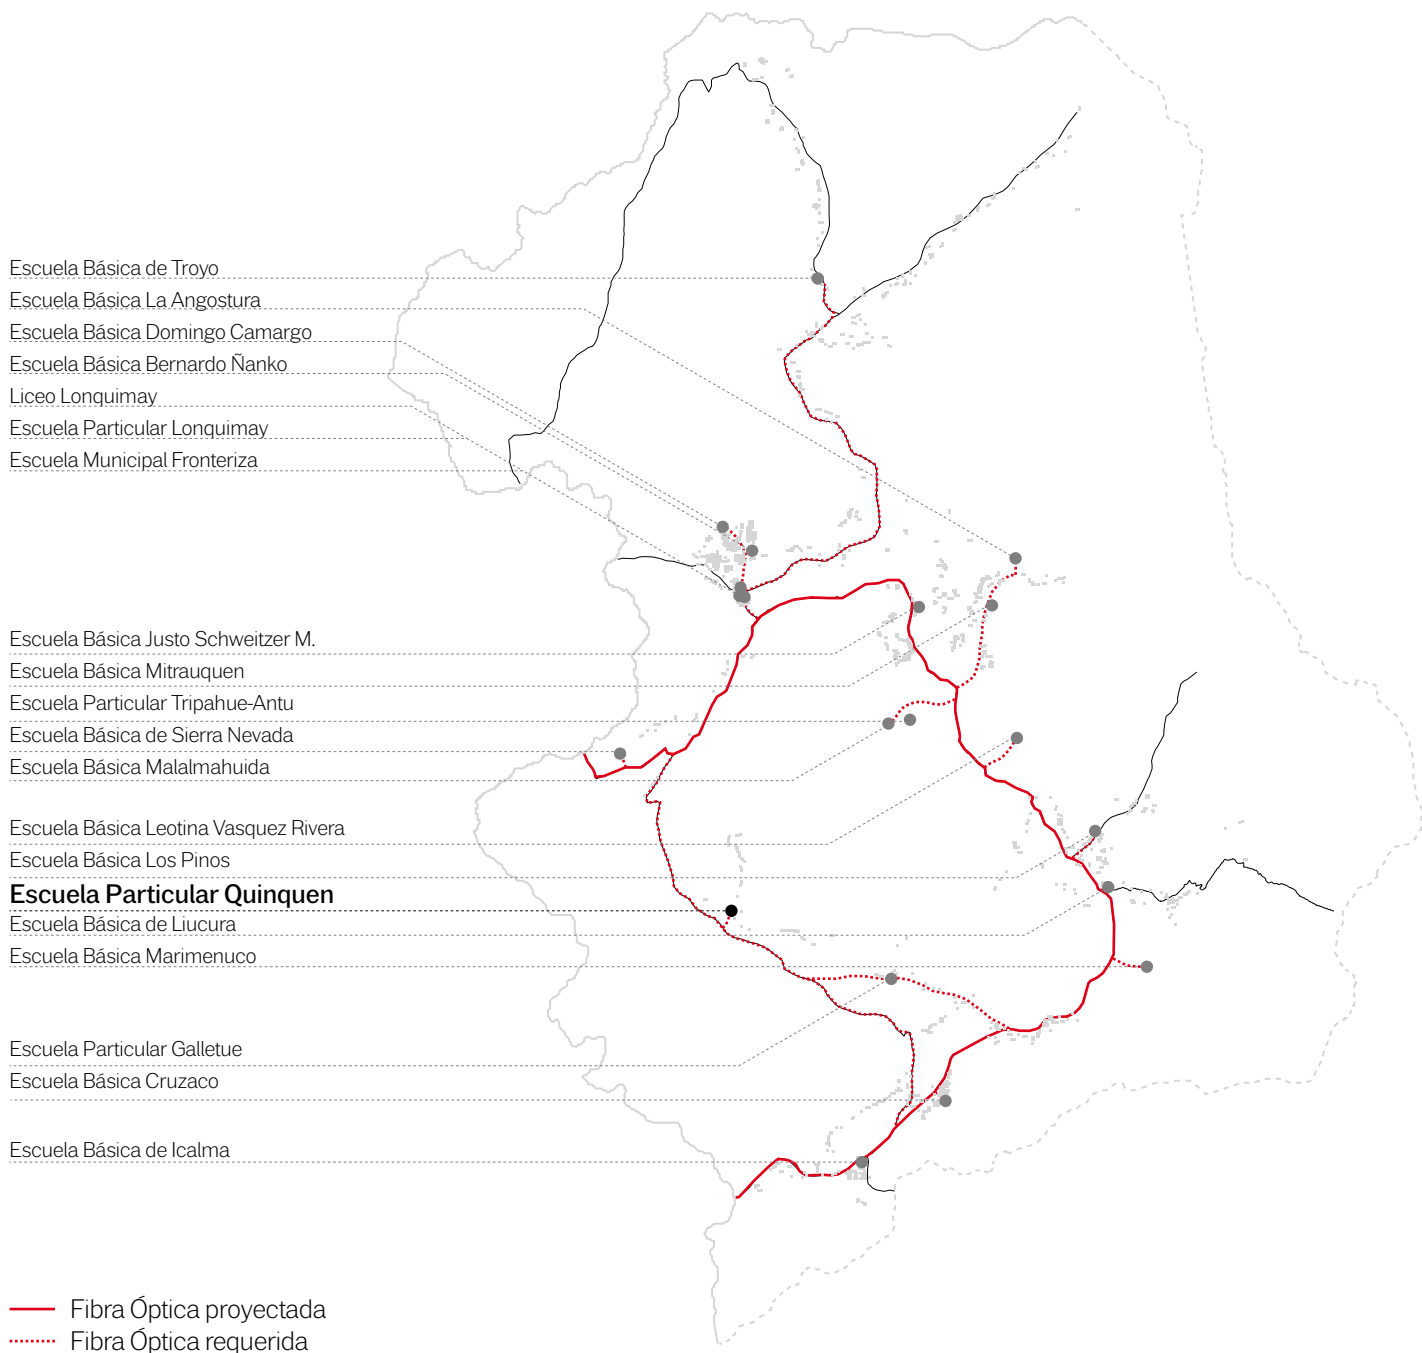 Escuela Básica de Troyo
Escuela Básica La Angostura
Escuela Básica Domingo Camargo
Escuela Básica Bernardo Ñanko
Liceo Lonquimay
Escuela Particular Lonquimay
Escuela Municipal Fronteriza
Escuela Básica Justo Schweitzer M.
Escuela Básica Mitrauquen
Escuela Particular Tripahue-Antu
Escuela Básica de Sierra Nevada
Escuela Básica Malalmahuida
Escuela Básica Leotina Vasquez Rivera
Escuela Básica Los Pinos
Escuela Particular Quinquen
Escuela Básica de Liucura
Escuela Básica Marimenuco
Escuela Particular Galletue
Escuela Básica Cruzaco
Escuela Básica de Icalma
Fibra Óptica proyectada
Fibra Óptica requerida